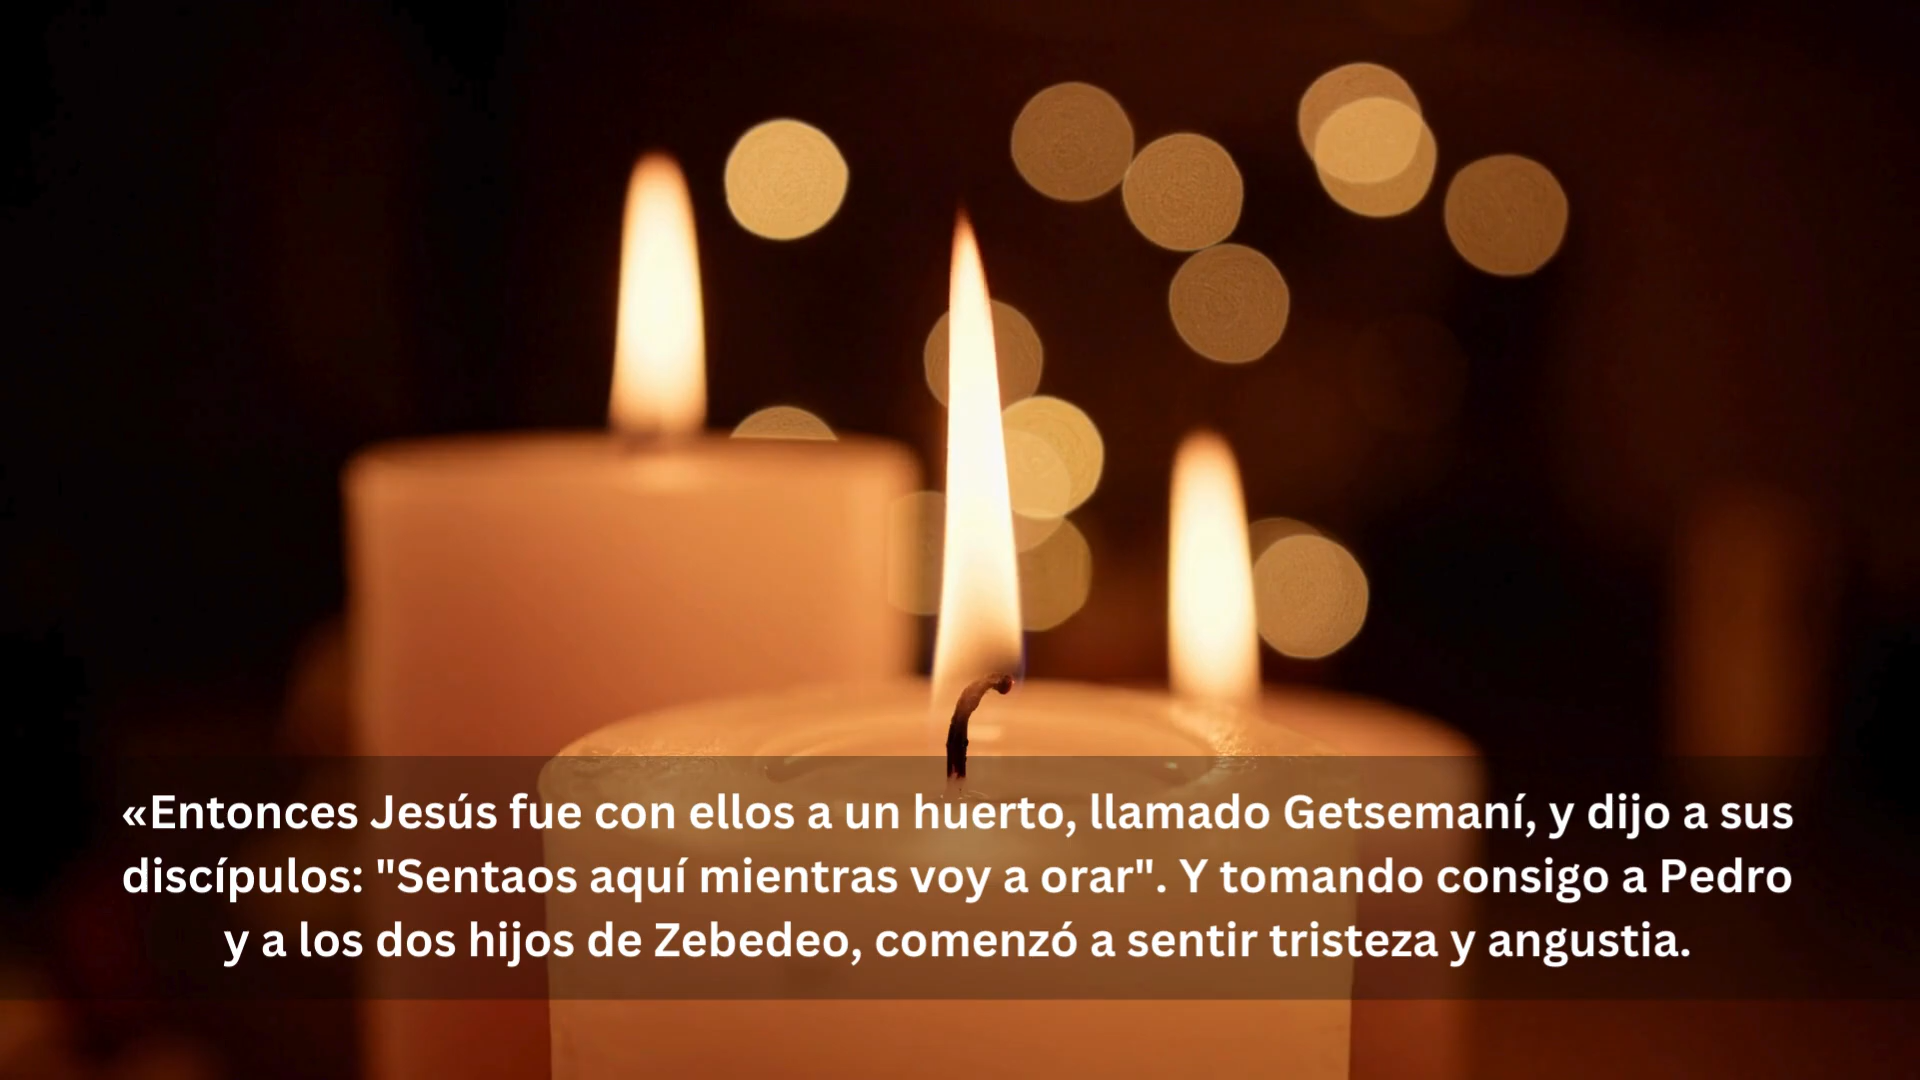 «Entonces Jesús fue con ellos a un huerto, llamado Getsemaní, y dijo a sus
discípulos: "Sentaos aquí mientras voy a orar". Y tomando consigo a Pedro
y a los dos hijos de Zebedeo, comenzó a sentir tristeza y angustia.